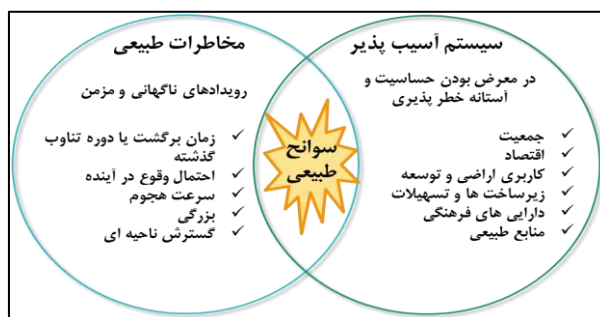 سیستم آسیب پذیر
در معرض بودن حساسیت و
آستانه خطر پذیری
✓ جمعیت
✓ اقتصاد
✓ کاربری اراضی و توسعه
✓ زیرساخت ها و تسهیلات
✓ دارایی های فرهنگی
✓ منابع طبیعی
سوانح
طبیعی
مخاطرات طبیعی
رویدادهای ناگهانی و مزمن
✓ زمان برگشت یا دوره تناوب
گذشته
✓ احتمال وقوع در آینده
✓ سرعت هجوم
✓ بزرگی
✓ گسترش ناحیه ای